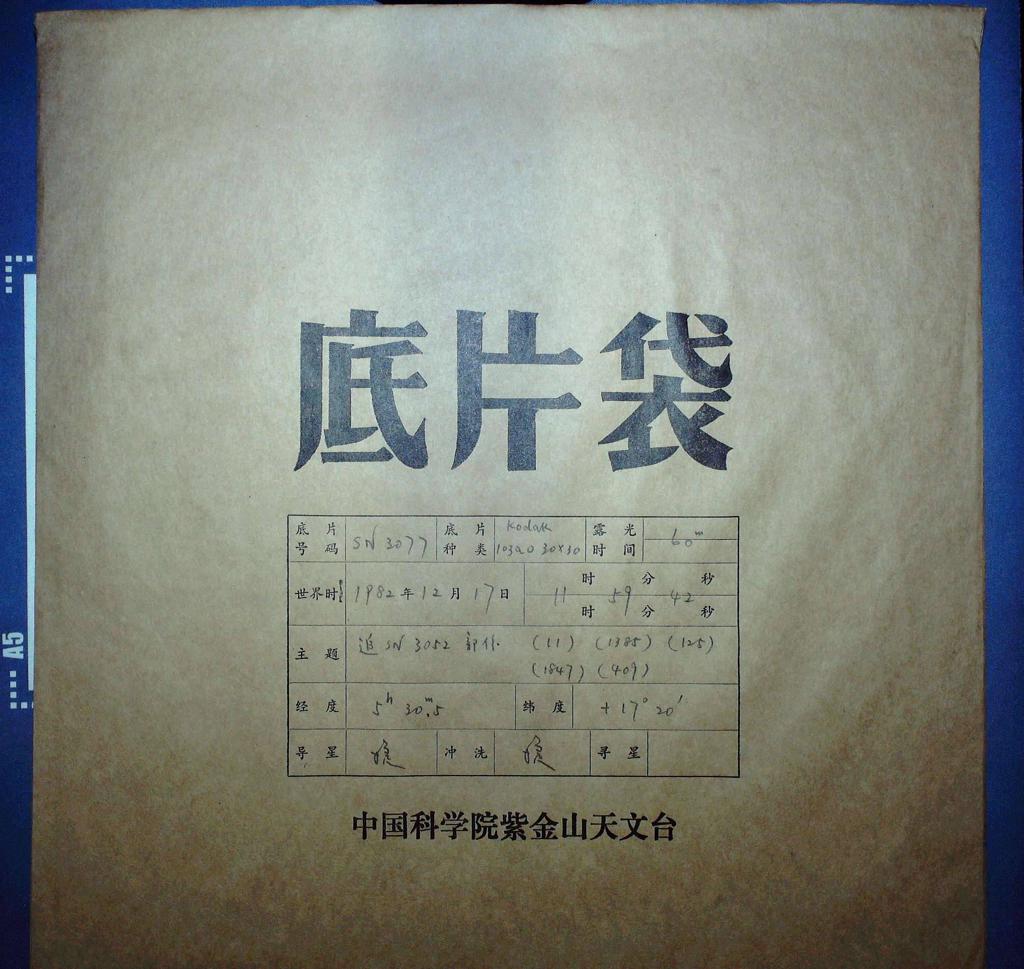 底片袋
底片号码 SN 3077 底片种类 Kodak 103aO 30×30 露光时间 60m
世界时 1982年12月17日 时 分 秒
11 59 42
时 分 秒
主题 追 SN 3052 (11) (1385) (125)
(1847) (409)
经度 5h 30m.5 纬度 +17° 20′
导星 冲洗 寻星
中国科学院紫金山天文台
A5